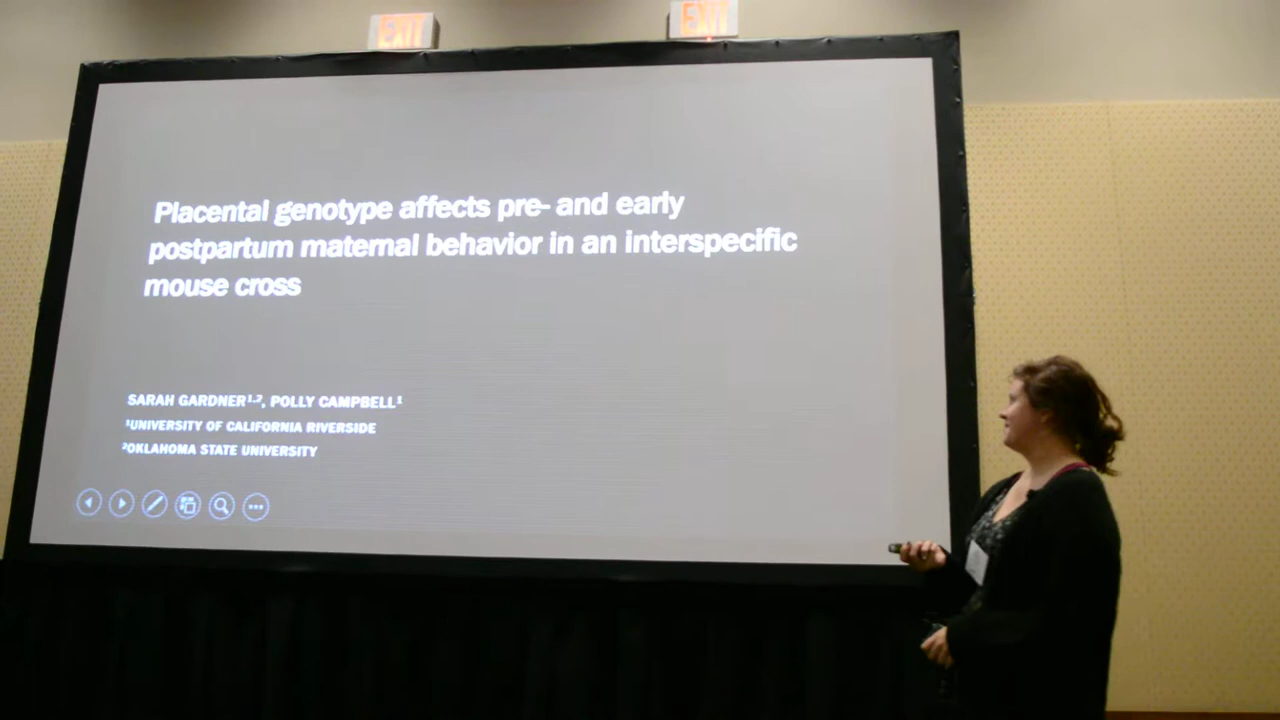 EXIT
EXIT
Placental genotype affects pre- and early
postpartum maternal behavior in an interspecific
mouse cross
SARAH GARDNER¹,², POLLY CAMPBELL¹
¹UNIVERSITY OF CALIFORNIA RIVERSIDE
²OKLAHOMA STATE UNIVERSITY